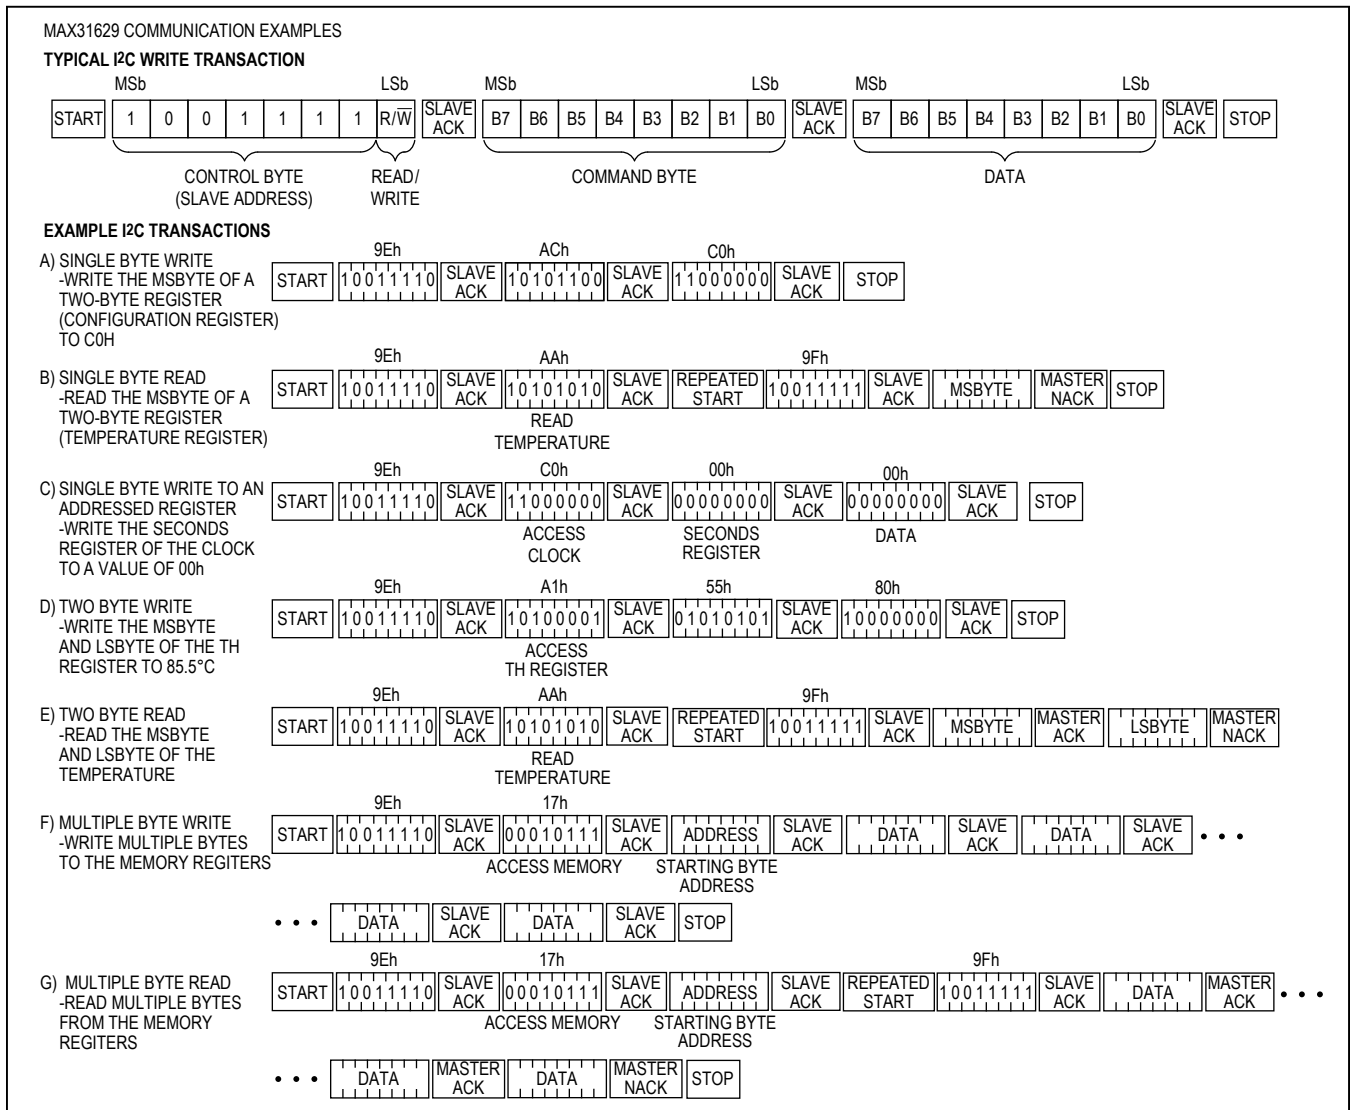 MAX31629 COMMUNICATION EXAMPLES
TYPICAL I2C WRITE TRANSACTION
MSb LSb MSb LSb MSb LSb
START 1 0 0 1 1 1 1 R/W SLAVE ACK B7 B6 B5 B4 B3 B2 B1 B0 SLAVE ACK B7 B6 B5 B4 B3 B2 B1 B0 SLAVE ACK STOP
CONTROL BYTE READ/ COMMAND BYTE DATA
(SLAVE ADDRESS) WRITE
EXAMPLE I2C TRANSACTIONS
9Eh ACh C0h
A) SINGLE BYTE WRITE
-WRITE THE MSBYTE OF A
TWO-BYTE REGISTER
(CONFIGURATION REGISTER)
TO C0H
START 10011110 SLAVE ACK 10101100 SLAVE ACK 11000000 SLAVE ACK STOP
9Eh AAh 9Fh
B) SINGLE BYTE READ
-READ THE MSBYTE OF A
TWO-BYTE REGISTER
(TEMPERATURE REGISTER)
START 10011110 SLAVE ACK 10101010 SLAVE ACK REPEATED START 10011111 SLAVE ACK MSBYTE MASTER NACK STOP
READ
TEMPERATURE
9Eh C0h 00h 00h
C) SINGLE BYTE WRITE TO AN
ADDRESSED REGISTER
-WRITE THE SECONDS
REGISTER OF THE CLOCK
TO A VALUE OF 00h
START 10011110 SLAVE ACK 11000000 SLAVE ACK 00000000 SLAVE ACK 00000000 SLAVE ACK STOP
ACCESS SECONDS DATA
CLOCK REGISTER
9Eh A1h 55h 80h
D) TWO BYTE WRITE
-WRITE THE MSBYTE
AND LSBYTE OF THE TH
REGISTER TO 85.5°C
START 10011110 SLAVE ACK 10100001 SLAVE ACK 01010101 SLAVE ACK 10000000 SLAVE ACK STOP
ACCESS
TH REGISTER
9Eh AAh 9Fh
E) TWO BYTE READ
-READ THE MSBYTE
AND LSBYTE OF THE
TEMPERATURE
START 10011110 SLAVE ACK 10101010 SLAVE ACK REPEATED START 10011111 SLAVE ACK MSBYTE MASTER ACK LSBYTE MASTER NACK
READ
TEMPERATURE
9Eh 17h
F) MULTIPLE BYTE WRITE
-WRITE MULTIPLE BYTES
TO THE MEMORY REGITERS
START 10011110 SLAVE ACK 00010111 SLAVE ACK ADDRESS SLAVE ACK DATA SLAVE ACK DATA SLAVE ACK • • •
ACCESS MEMORY STARTING BYTE
ADDRESS
• • • DATA SLAVE ACK DATA SLAVE ACK STOP
9Eh 17h 9Fh
G) MULTIPLE BYTE READ
-READ MULTIPLE BYTES
FROM THE MEMORY
REGITERS
START 10011110 SLAVE ACK 00010111 SLAVE ACK ADDRESS SLAVE ACK REPEATED START 10011111 SLAVE ACK DATA MASTER ACK • • •
ACCESS MEMORY STARTING BYTE
ADDRESS
• • • DATA MASTER ACK DATA MASTER NACK STOP